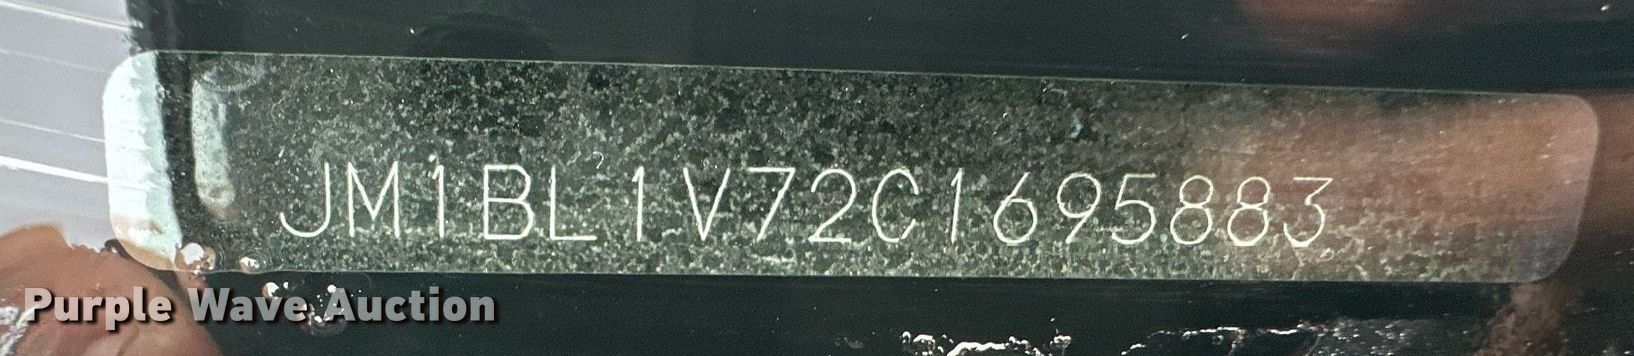 JM1BL1V72C1695883
Purple Wave Auction